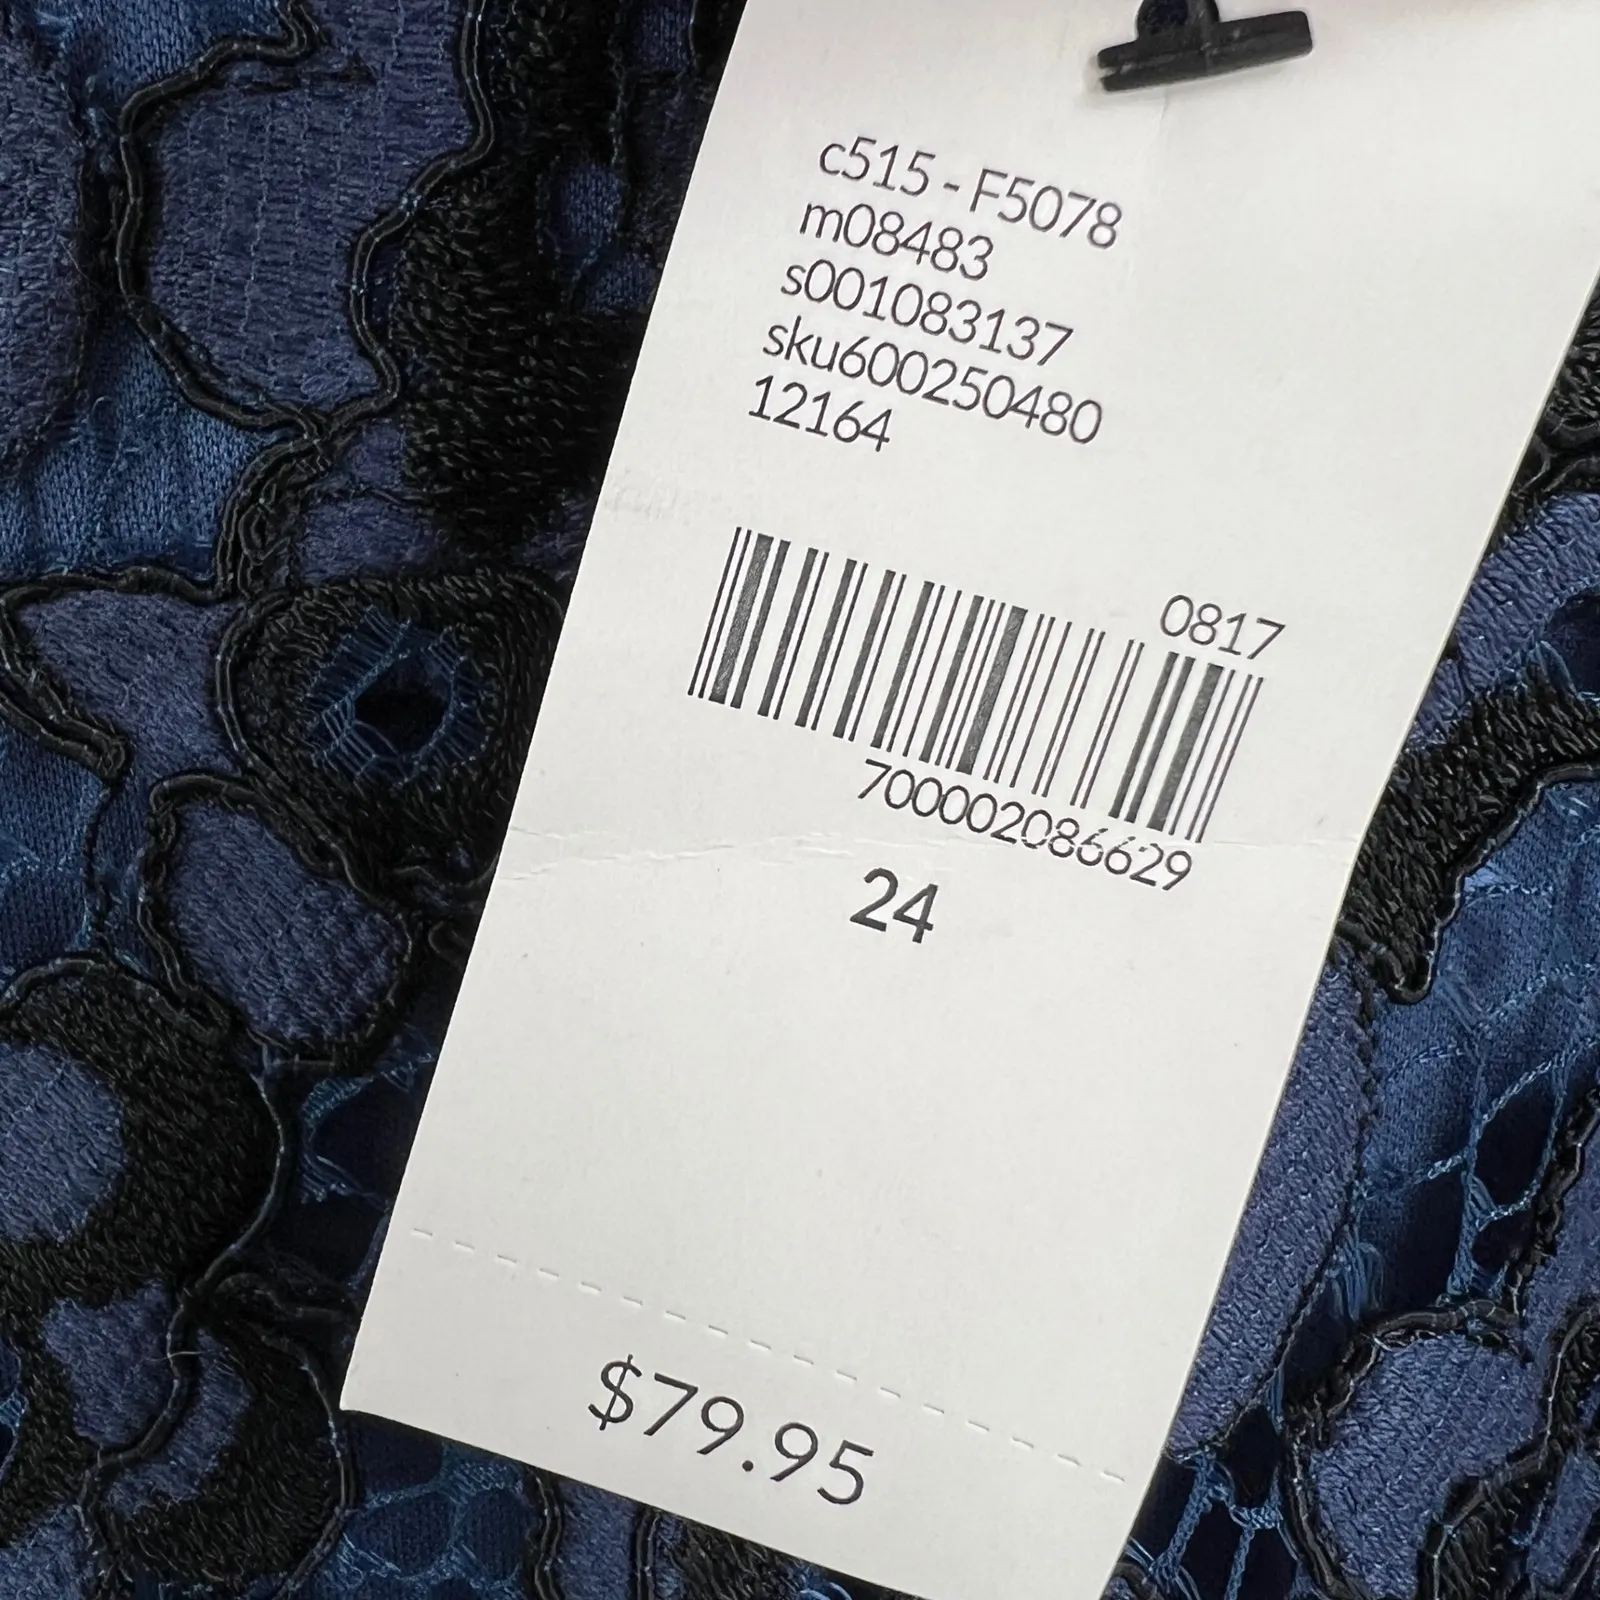 c515 - F5078
m08483
s001083137
sku600250480
12164
0817
700002086629
24
$79.95